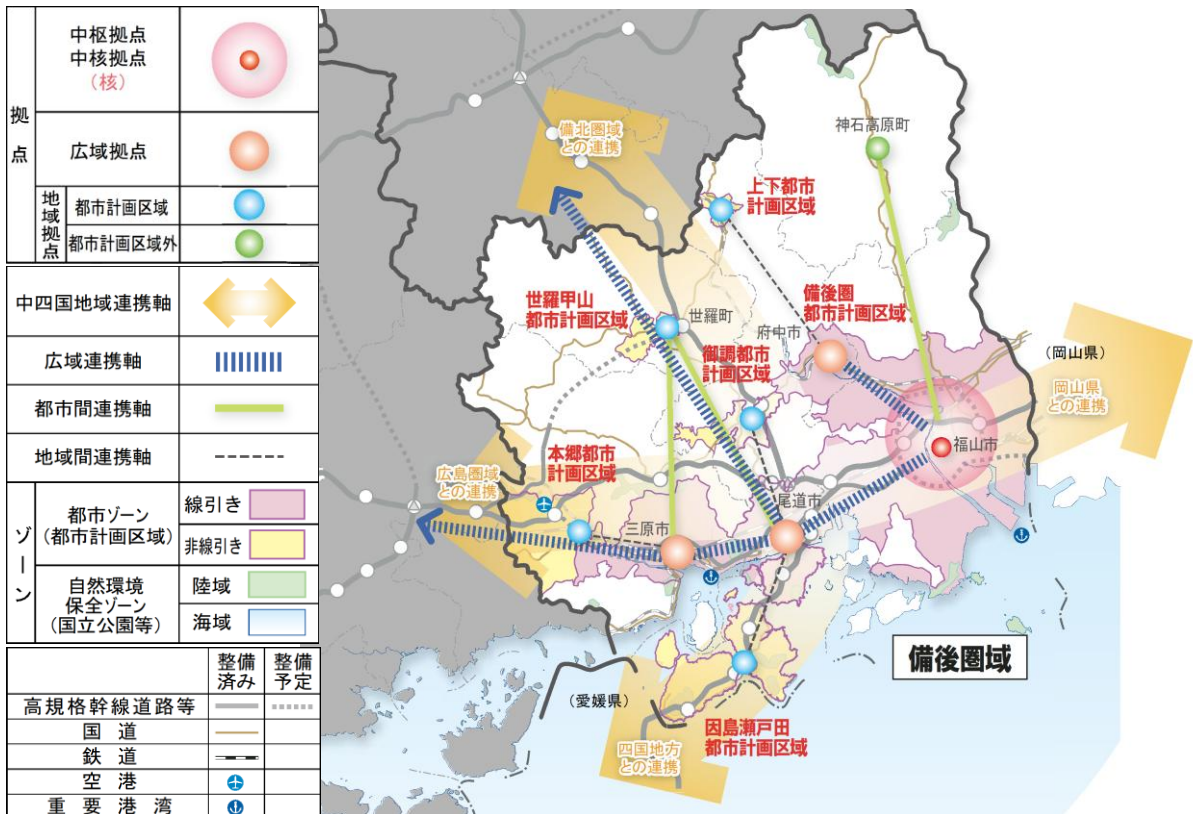 拠点
中枢拠点
中核拠点
（核）
広域拠点
地域拠点
都市計画区域
都市計画区域外
中四国地域連携軸
広域連携軸
都市間連携軸
地域間連携軸
ゾーン
都市ゾーン
（都市計画区域）
線引き
非線引き
自然環境
保全ゾーン
（国立公園等）
陸域
海域
整備
済み
整備
予定
高規格幹線道路等
国道
鉄道
空港
重要港湾
備北圏域
との連携
神石高原町
上下都市
計画区域
世羅甲山
都市計画区域
世羅町
備後圏
都市計画区域
府中市
御調都市
計画区域
（岡山県）
岡山県
との連携
福山市
本郷都市
計画区域
広島圏域
との連携
三原市
尾道市
備後圏域
（愛媛県）
因島瀬戸田
都市計画区域
四国地方
との連携